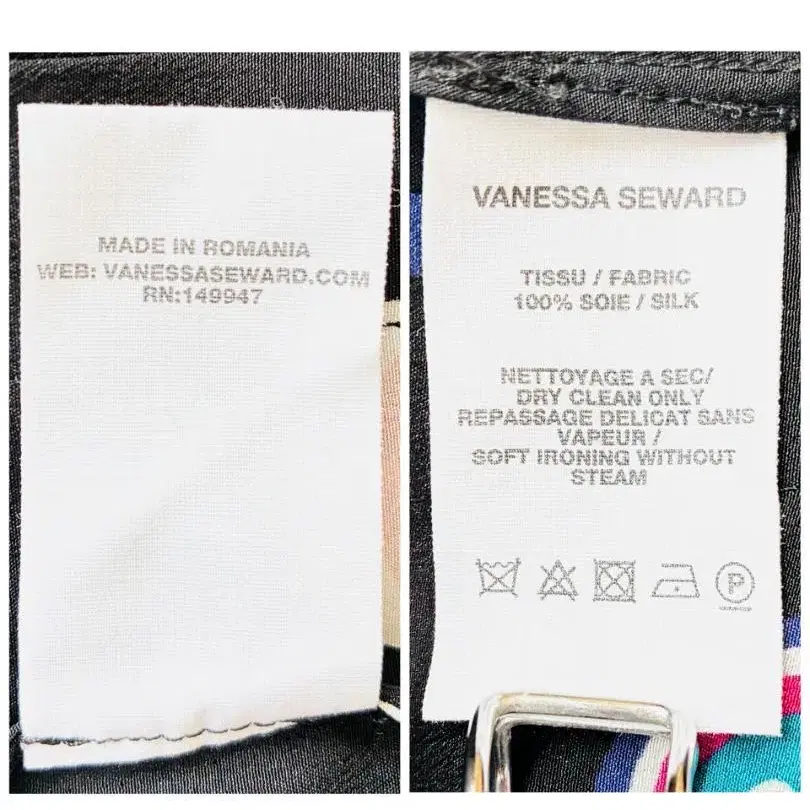 MADE IN ROMANIA
WEB: VANESSASEWARD.COM
RN:149947
VANESSA SEWARD
TISSU / FABRIC
100% SOIE / SILK
NETTOYAGE A SEC/
DRY CLEAN ONLY
REPASSAGE DELICAT SANS
VAPEUR /
SOFT IRONING WITHOUT
STEAM
P